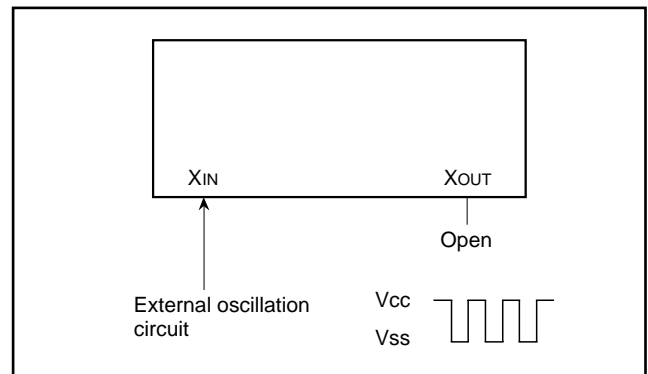 XIN XOUT
Open
External oscillation
circuit
Vcc
Vss